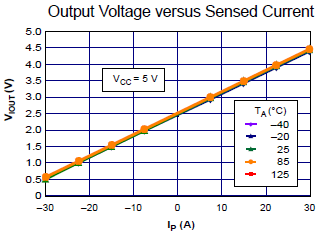 Output Voltage versus Sensed Current
5.0
4.5
4.0
3.5
3.0
2.5
2.0
1.5
1.0
0.5
0
VIOUT (V)
VCC = 5 V
TA (°C)
–40
–20
25
85
125
–30 –20 –10 0 10 20 30
IP (A)